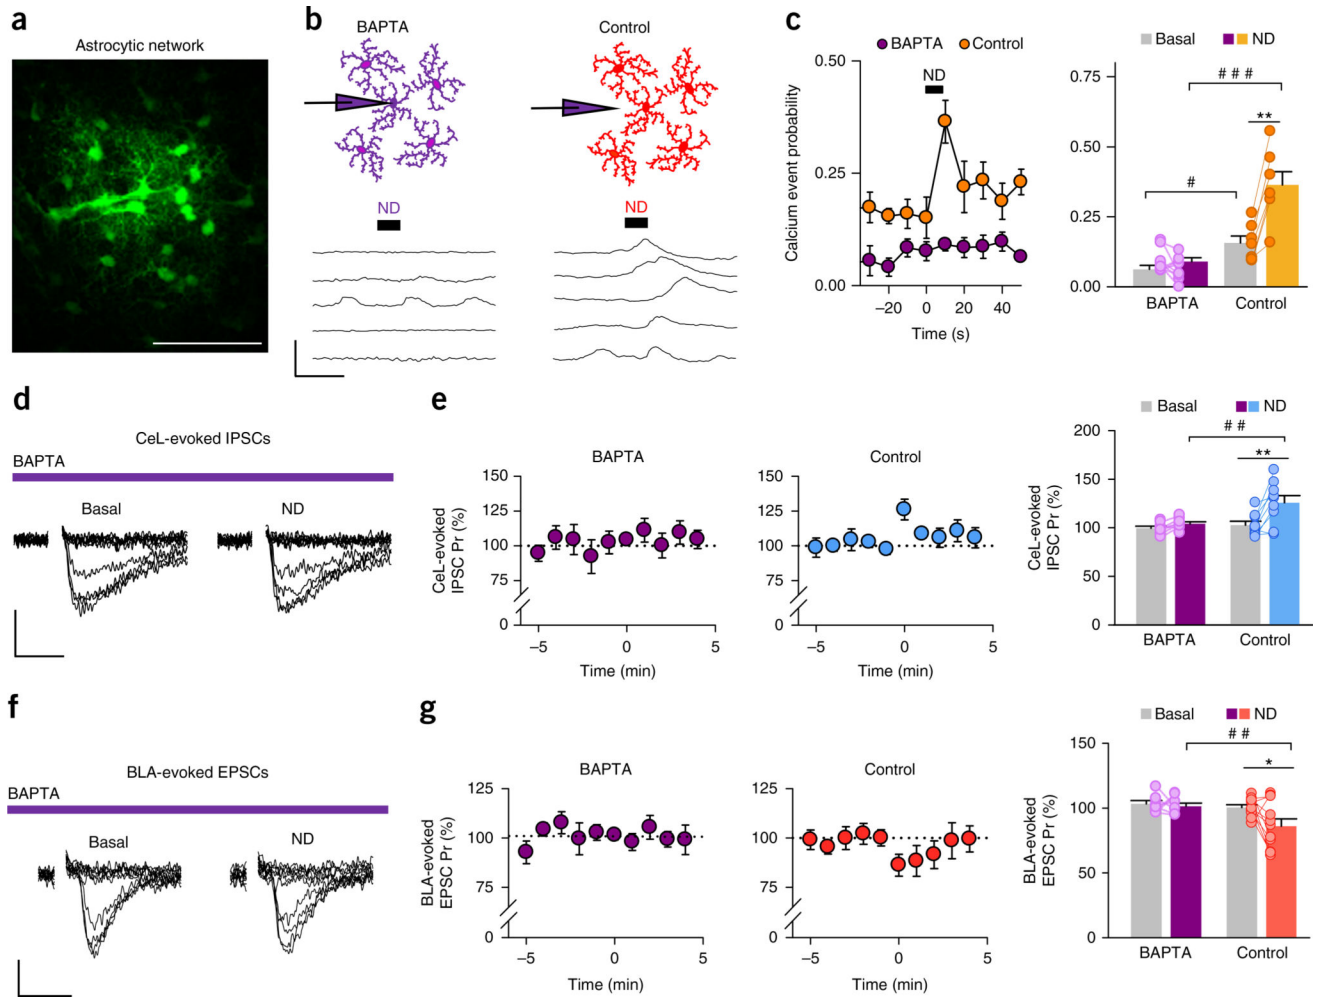 a
Astrocytic network
b
BAPTA
Control
ND
ND
c
BAPTA
Control
ND
Calcium event probability
0.50
0.25
0.00
−20
0
20
40
Time (s)
Basal
ND
# # #
**
#
0.75
0.50
0.25
0.00
BAPTA
Control
d
CeL-evoked IPSCs
BAPTA
Basal
ND
e
BAPTA
CeL-evoked
IPSC Pr (%)
150
125
100
75
0
−5
0
5
Time (min)
Control
150
125
100
75
0
−5
0
5
Time (min)
Basal
ND
# #
**
CeL-evoked
IPSC Pr (%)
200
150
100
50
0
BAPTA
Control
f
BLA-evoked EPSCs
BAPTA
Basal
ND
g
BAPTA
BLA-evoked
EPSC Pr (%)
125
100
75
0
−5
0
5
Time (min)
Control
125
100
75
0
−5
0
5
Time (min)
Basal
ND
# #
*
BLA-evoked
EPSC Pr (%)
150
100
50
0
BAPTA
Control